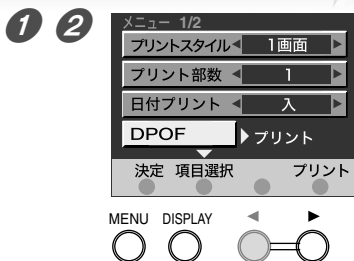 1 2
メニュー 1/2
プリントスタイル◀ 1画面 ▶
プリント部数 ◀ 1 ▶
日付プリント ◀ 入 ▶
DPOF ▶プリント
決定 項目選択 プリント
MENU DISPLAY ◀ ▶